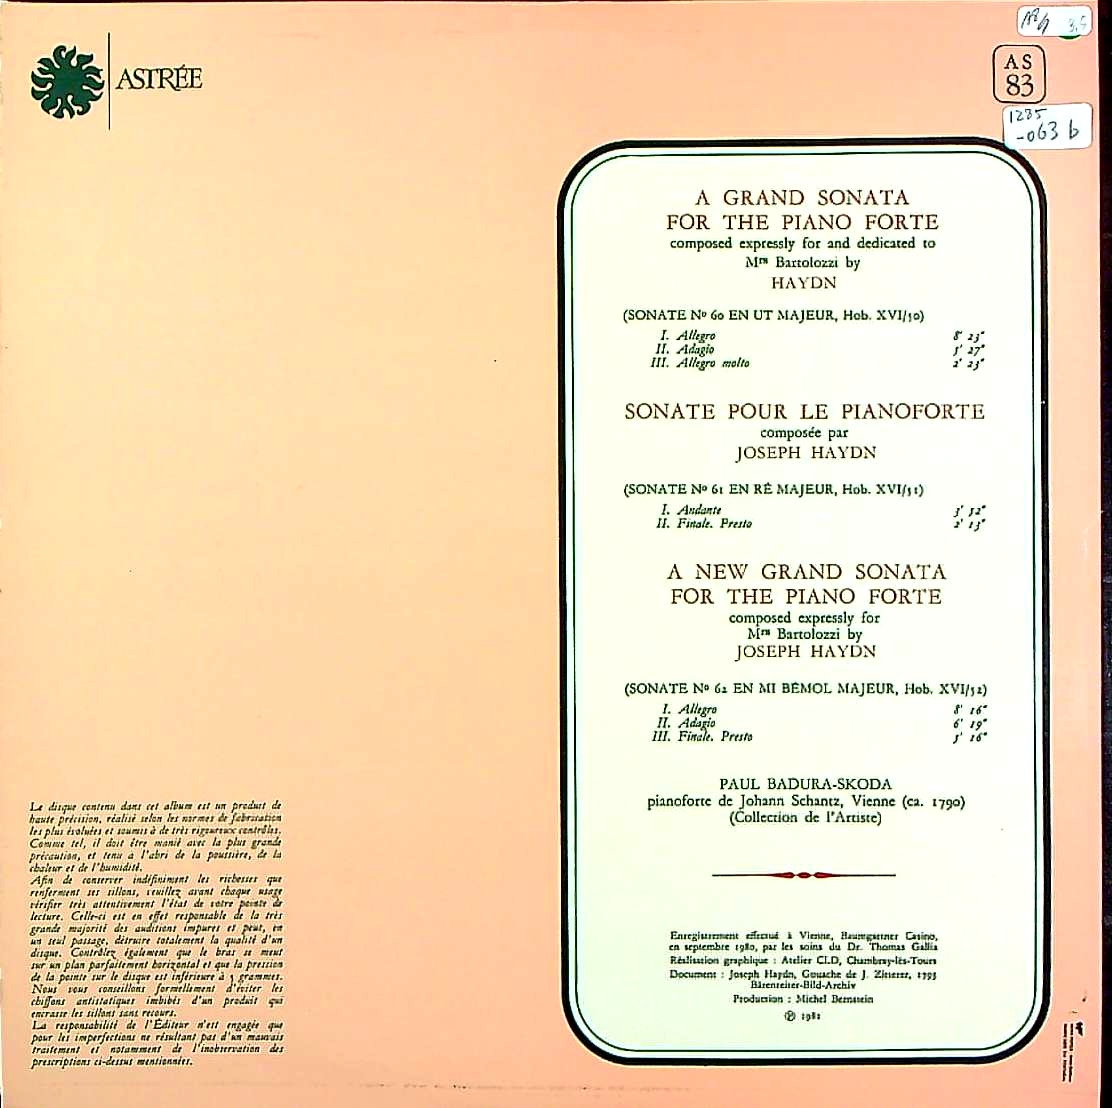 ASTRÉE
3,5
AS
83
1285
-063 b
A GRAND SONATA
FOR THE PIANO FORTE
composed expressly for and dedicated to
Mrs Bartolozzi by
HAYDN
(SONATE No 60 EN UT MAJEUR, Hob. XVI/50)
I. Allegro 8' 23"
II. Adagio 5' 27"
III. Allegro molto 2' 23"
SONATE POUR LE PIANOFORTE
composée par
JOSEPH HAYDN
(SONATE No 61 EN RÉ MAJEUR, Hob. XVI/51)
I. Andante 3' 52"
II. Finale. Presto 2' 13"
A NEW GRAND SONATA
FOR THE PIANO FORTE
composed expressly for
Mrs Bartolozzi by
JOSEPH HAYDN
(SONATE No 62 EN MI BÉMOL MAJEUR, Hob. XVI/52)
I. Allegro 8' 16"
II. Adagio 6' 19"
III. Finale. Presto 5' 16"
PAUL BADURA-SKODA
pianoforte de Johann Schantz, Vienne (ca. 1790)
(Collection de l'Artiste)
Enregistrement effectué à Vienne, Baumgartner Casino,
en septembre 1980, par les soins du Dr. Thomas Gallia
Réalisation graphique : Atelier CLD, Chambray-lès-Tours
Document : Joseph Haydn, Gouache de J. Zitterer, 1795
Bärenreiter-Bild-Archiv
Production : Michel Bernstein
℗ 1982
Le disque contenu dans cet album est un produit de
haute précision, réalisé selon les normes de fabrication
les plus évoluées et soumis à de très rigoureux contrôles.
Comme tel, il doit être manié avec la plus grande
précaution, et tenu à l'abri de la poussière, de la
chaleur et de l'humidité.
Afin de conserver indéfiniment les richesses que
renferment ses sillons, veuillez avant chaque usage
vérifier très attentivement l'état de votre pointe de
lecture. Celle-ci est en effet responsable de la très
grande majorité des auditions impures et peut, en
un seul passage, détruire totalement la qualité d'un
disque. Contrôlez également que le bras se meut
sur un plan parfaitement horizontal et que la pression
de la pointe sur le disque est inférieure à 3 grammes.
Nous vous conseillons formellement d'éviter les
chiffons antistatiques imbibés d'un produit qui
encrasse les sillons sans recours.
La responsabilité de l'Éditeur n'est engagée que
pour les imperfections ne résultant pas d'un mauvais
traitement et notamment de l'inobservation des
prescriptions ci-dessus mentionnées.